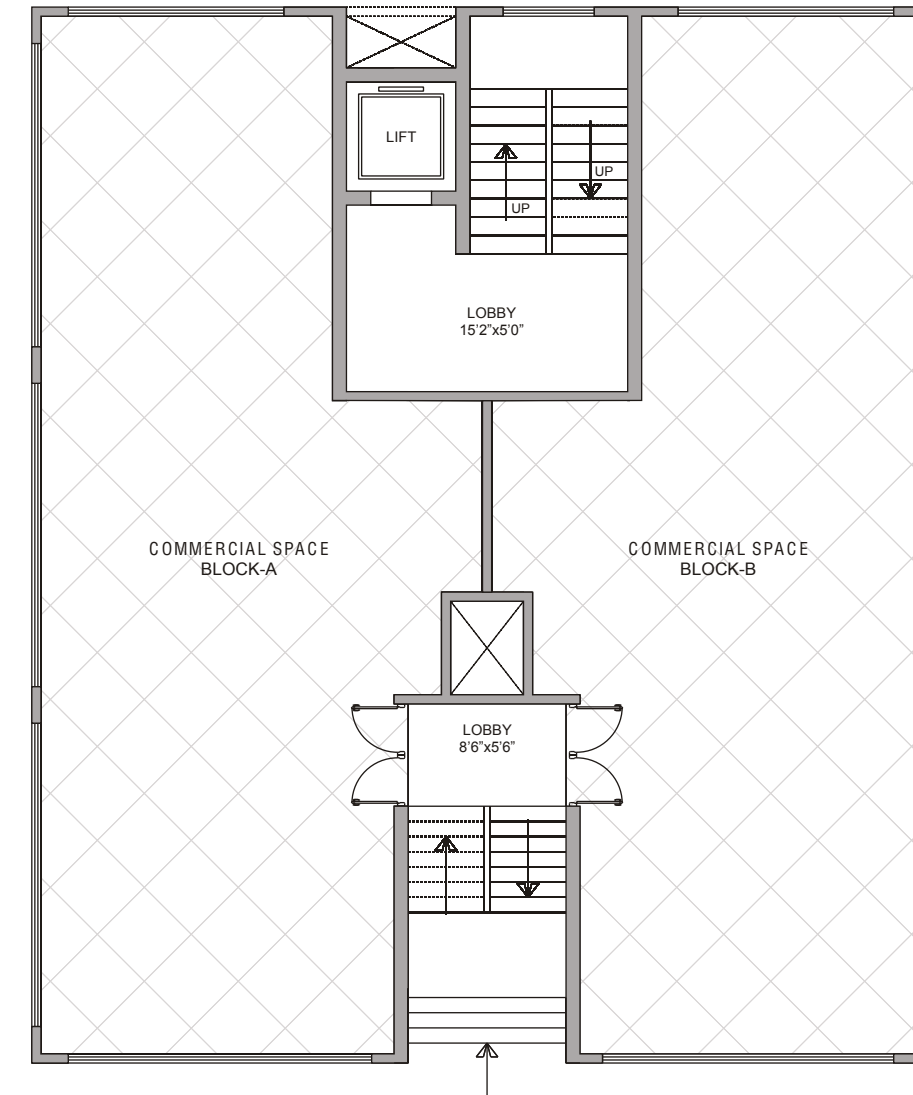 LIFT
UP
UP
LOBBY
15’2”x5’0”
COMMERCIAL SPACE
BLOCK-A
COMMERCIAL SPACE
BLOCK-B
LOBBY
8’6”x5’6”